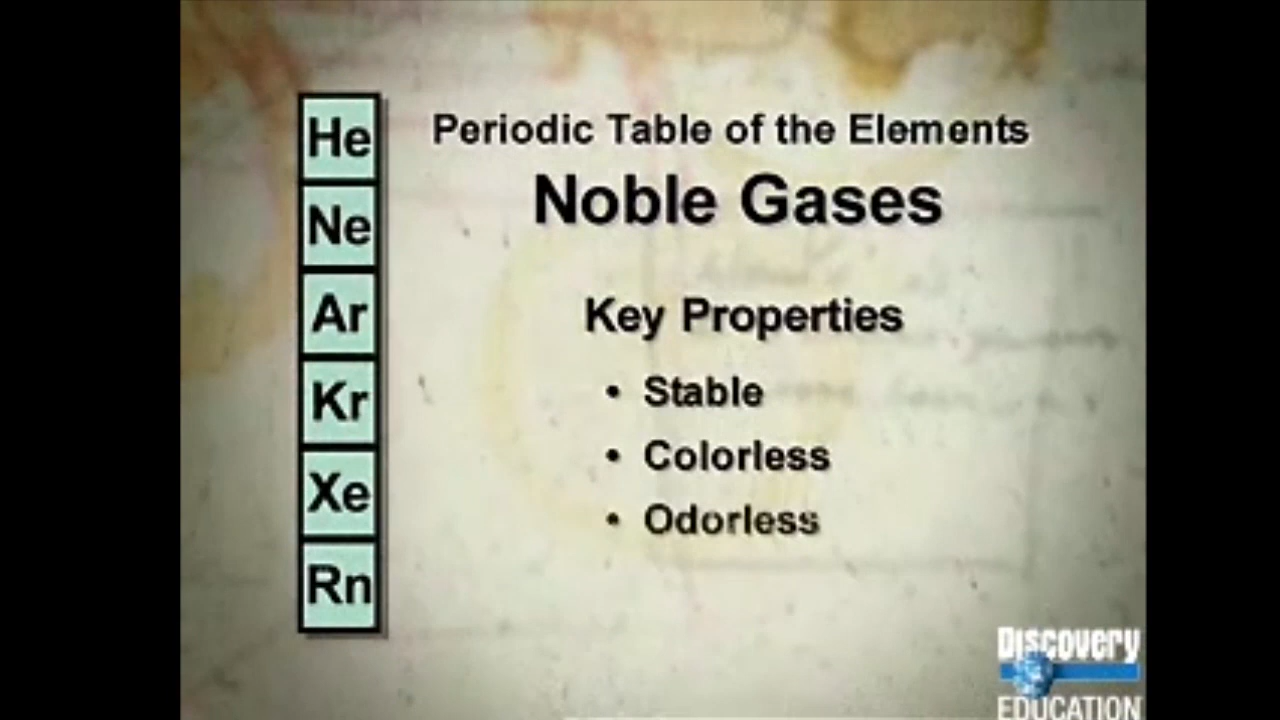 He
Ne
Ar
Kr
Xe
Rn
Periodic Table of the Elements
Noble Gases
Key Properties
• Stable
• Colorless
• Odorless
Discovery
EDUCATION